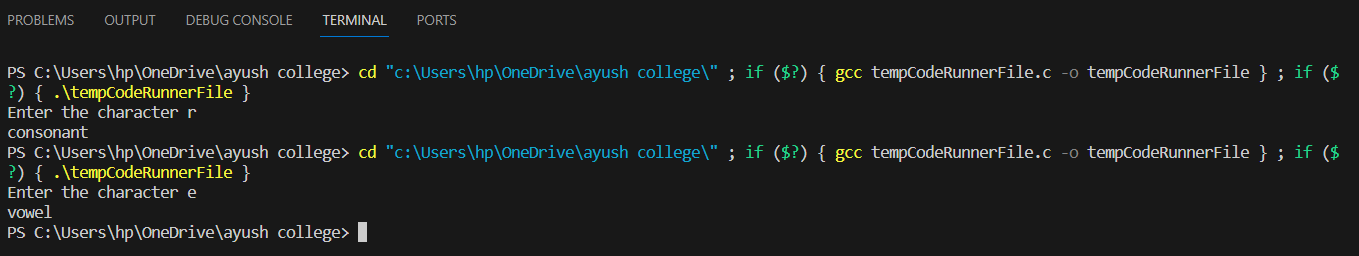 PROBLEMS OUTPUT DEBUG CONSOLE TERMINAL PORTS
PS C:\Users\hp\OneDrive\ayush college> cd "c:\Users\hp\OneDrive\ayush college\" ; if ($?) { gcc tempCodeRunnerFile.c -o tempCodeRunnerFile } ; if ($
?) { .\tempCodeRunnerFile }
Enter the character r
consonant
PS C:\Users\hp\OneDrive\ayush college> cd "c:\Users\hp\OneDrive\ayush college\" ; if ($?) { gcc tempCodeRunnerFile.c -o tempCodeRunnerFile } ; if ($
?) { .\tempCodeRunnerFile }
Enter the character e
vowel
PS C:\Users\hp\OneDrive\ayush college>